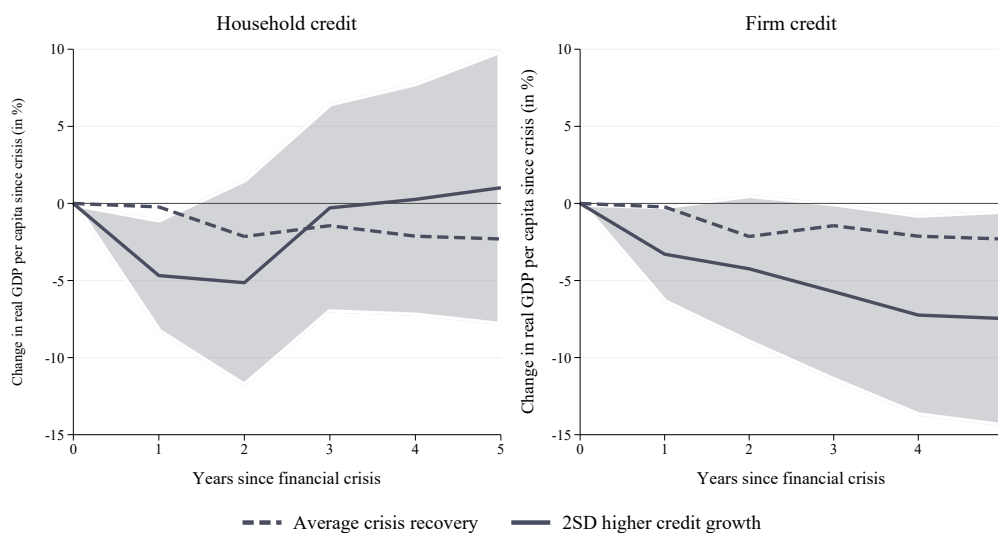 Household credit
Firm credit
Change in real GDP per capita since crisis (in %)
10
5
0
-5
-10
-15
0 1 2 3 4 5
Years since financial crisis
Change in real GDP per capita since crisis (in %)
10
5
0
-5
-10
-15
0 1 2 3 4
Years since financial crisis
Average crisis recovery
2SD higher credit growth